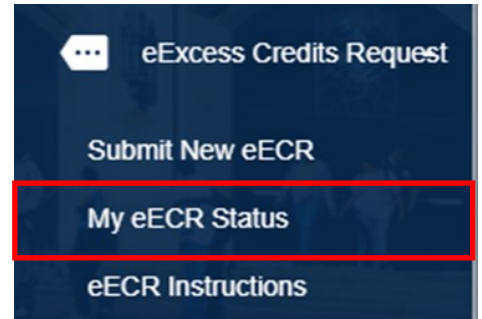 eExcess Credits Request
Submit New eECR
My eECR Status
eECR Instructions